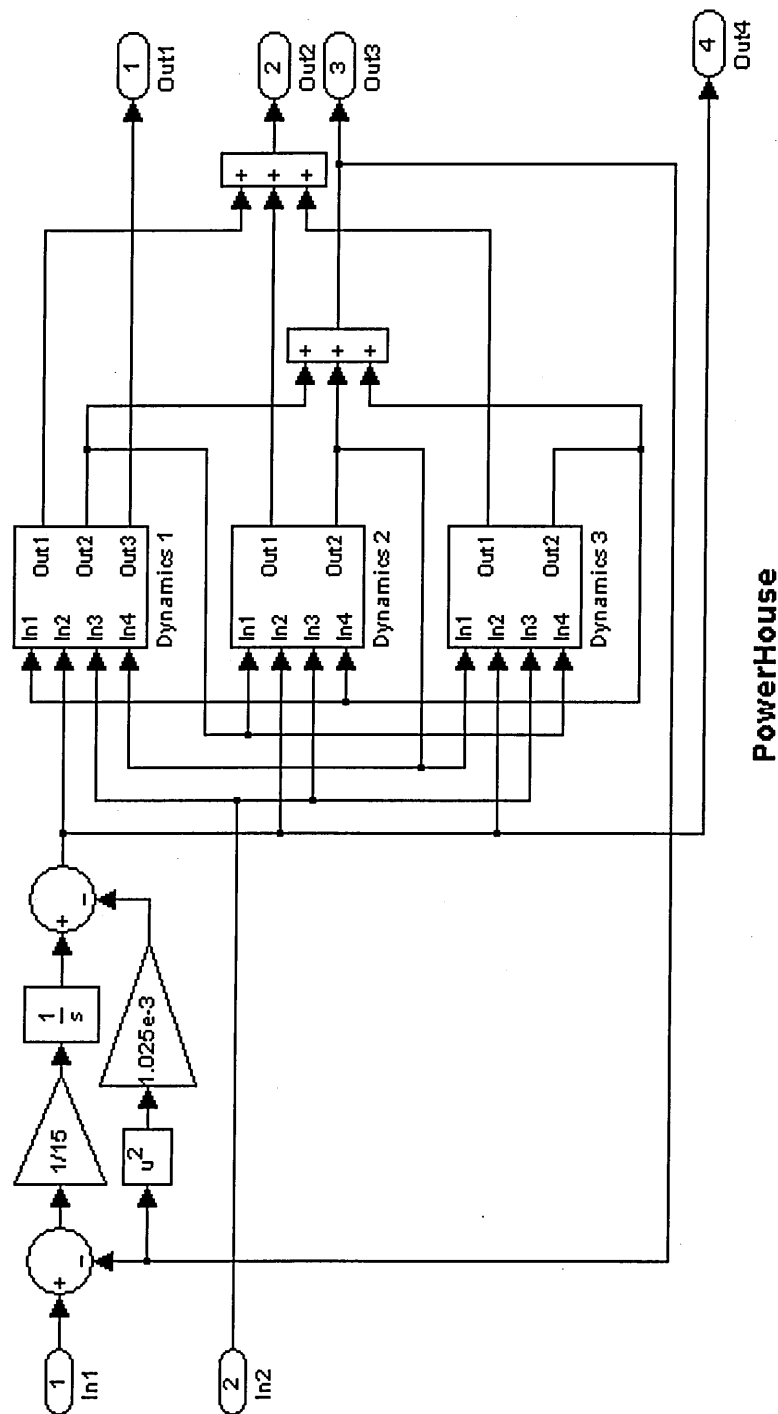 1
In1
+
−
1/15
1
s
u²
1.025e-3
+
−
2
In2
In1
In2
In3
In4
Out1
Out2
Out3
Dynamics 1
In1
In2
In3
In4
Out1
Out2
Dynamics 2
In1
In2
In3
In4
Out1
Out2
Dynamics 3
+
+
+
+
+
+
1
Out1
2
Out2
3
Out3
4
Out4
PowerHouse